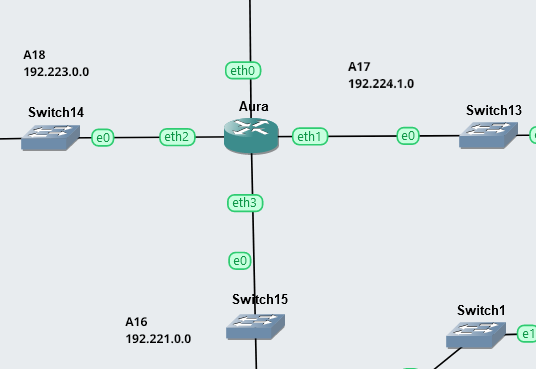 A18
192.223.0.0
eth0
A17
192.224.1.0
Aura
Switch14
Switch13
e0
eth2
eth1
e0
eth3
e0
Switch15
A16
192.221.0.0
Switch1
e1